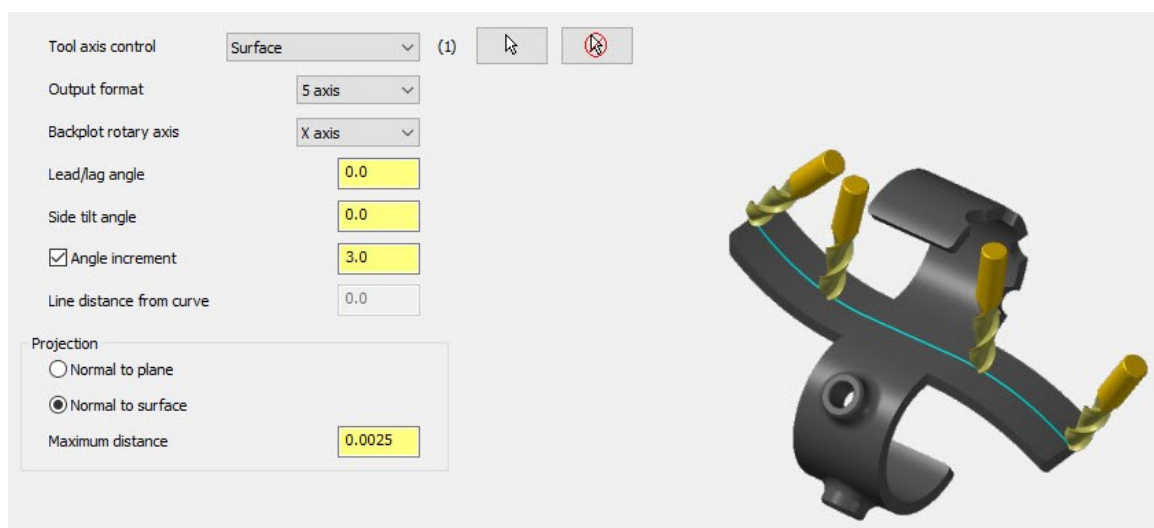 Tool axis control Surface (1)
Output format 5 axis
Backplot rotary axis X axis
Lead/lag angle 0.0
Side tilt angle 0.0
Angle increment 3.0
Line distance from curve 0.0
Projection
Normal to plane
Normal to surface
Maximum distance 0.0025